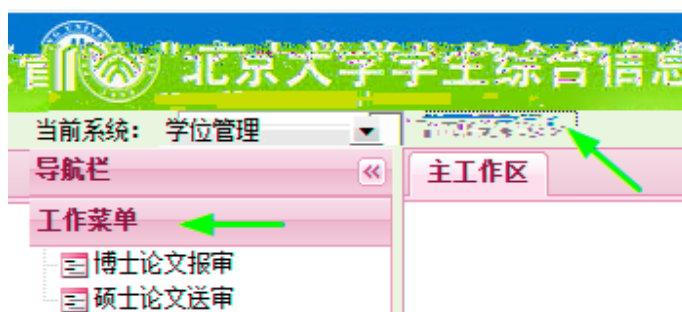 北京大学学生综合信息
当前系统： 学位管理
导航栏
主工作区
工作菜单
博士论文报审
硕士论文送审